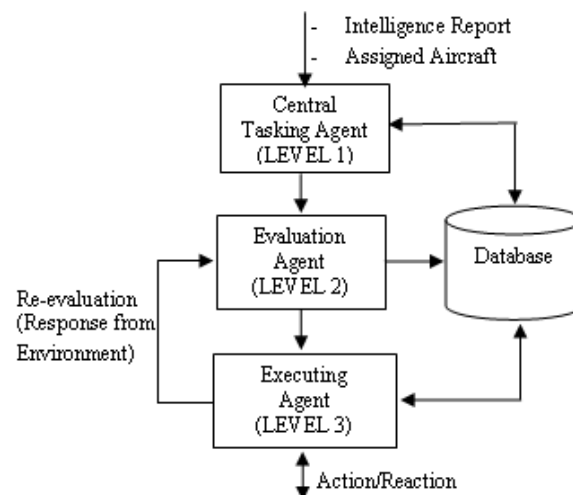 - Intelligence Report
- Assigned Aircraft
Central
Tasking Agent
(LEVEL 1)
Evaluation
Agent
(LEVEL 2)
Database
Re-evaluation
(Response from
Environment)
Executing
Agent
(LEVEL 3)
Action/Reaction